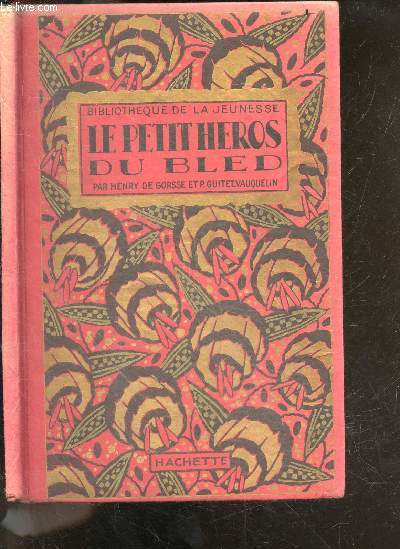 Le-livre.com
BIBLIOTHEQUE DE LA JEUNESSE
LE PETIT HEROS
DU BLED
PAR HENRY DE GORSSE ET P. GUITET.VAUQUELIN
HACHETTE